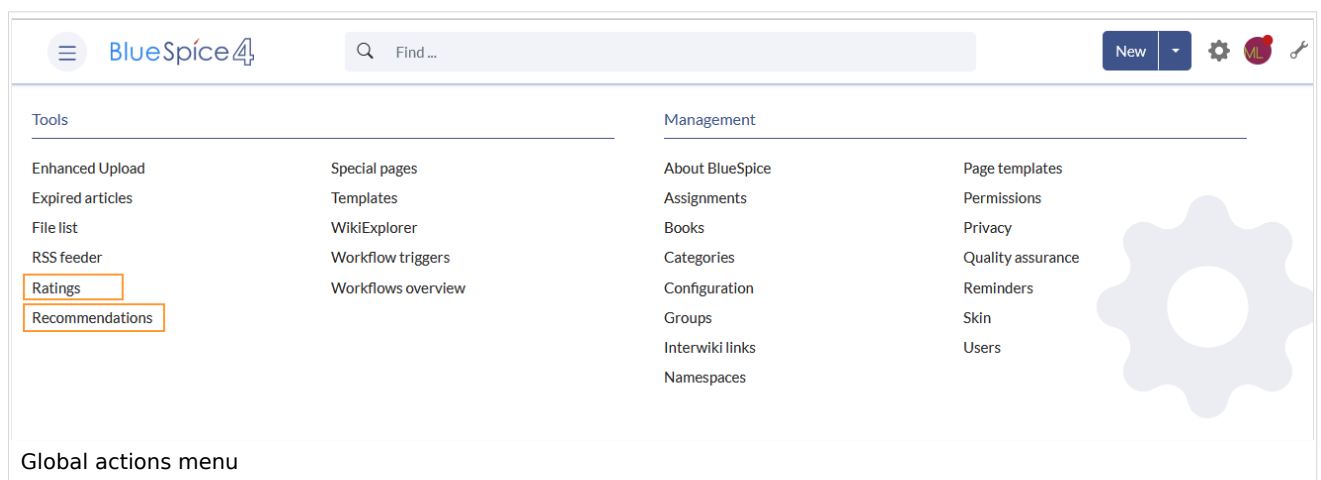 BlueSpice 4
Find ...
New
ML
Tools
Enhanced Upload
Expired articles
File list
RSS feeder
Ratings
Recommendations
Special pages
Templates
WikiExplorer
Workflow triggers
Workflows overview
Management
About BlueSpice
Assignments
Books
Categories
Configuration
Groups
Interwiki links
Namespaces
Page templates
Permissions
Privacy
Quality assurance
Reminders
Skin
Users
Global actions menu